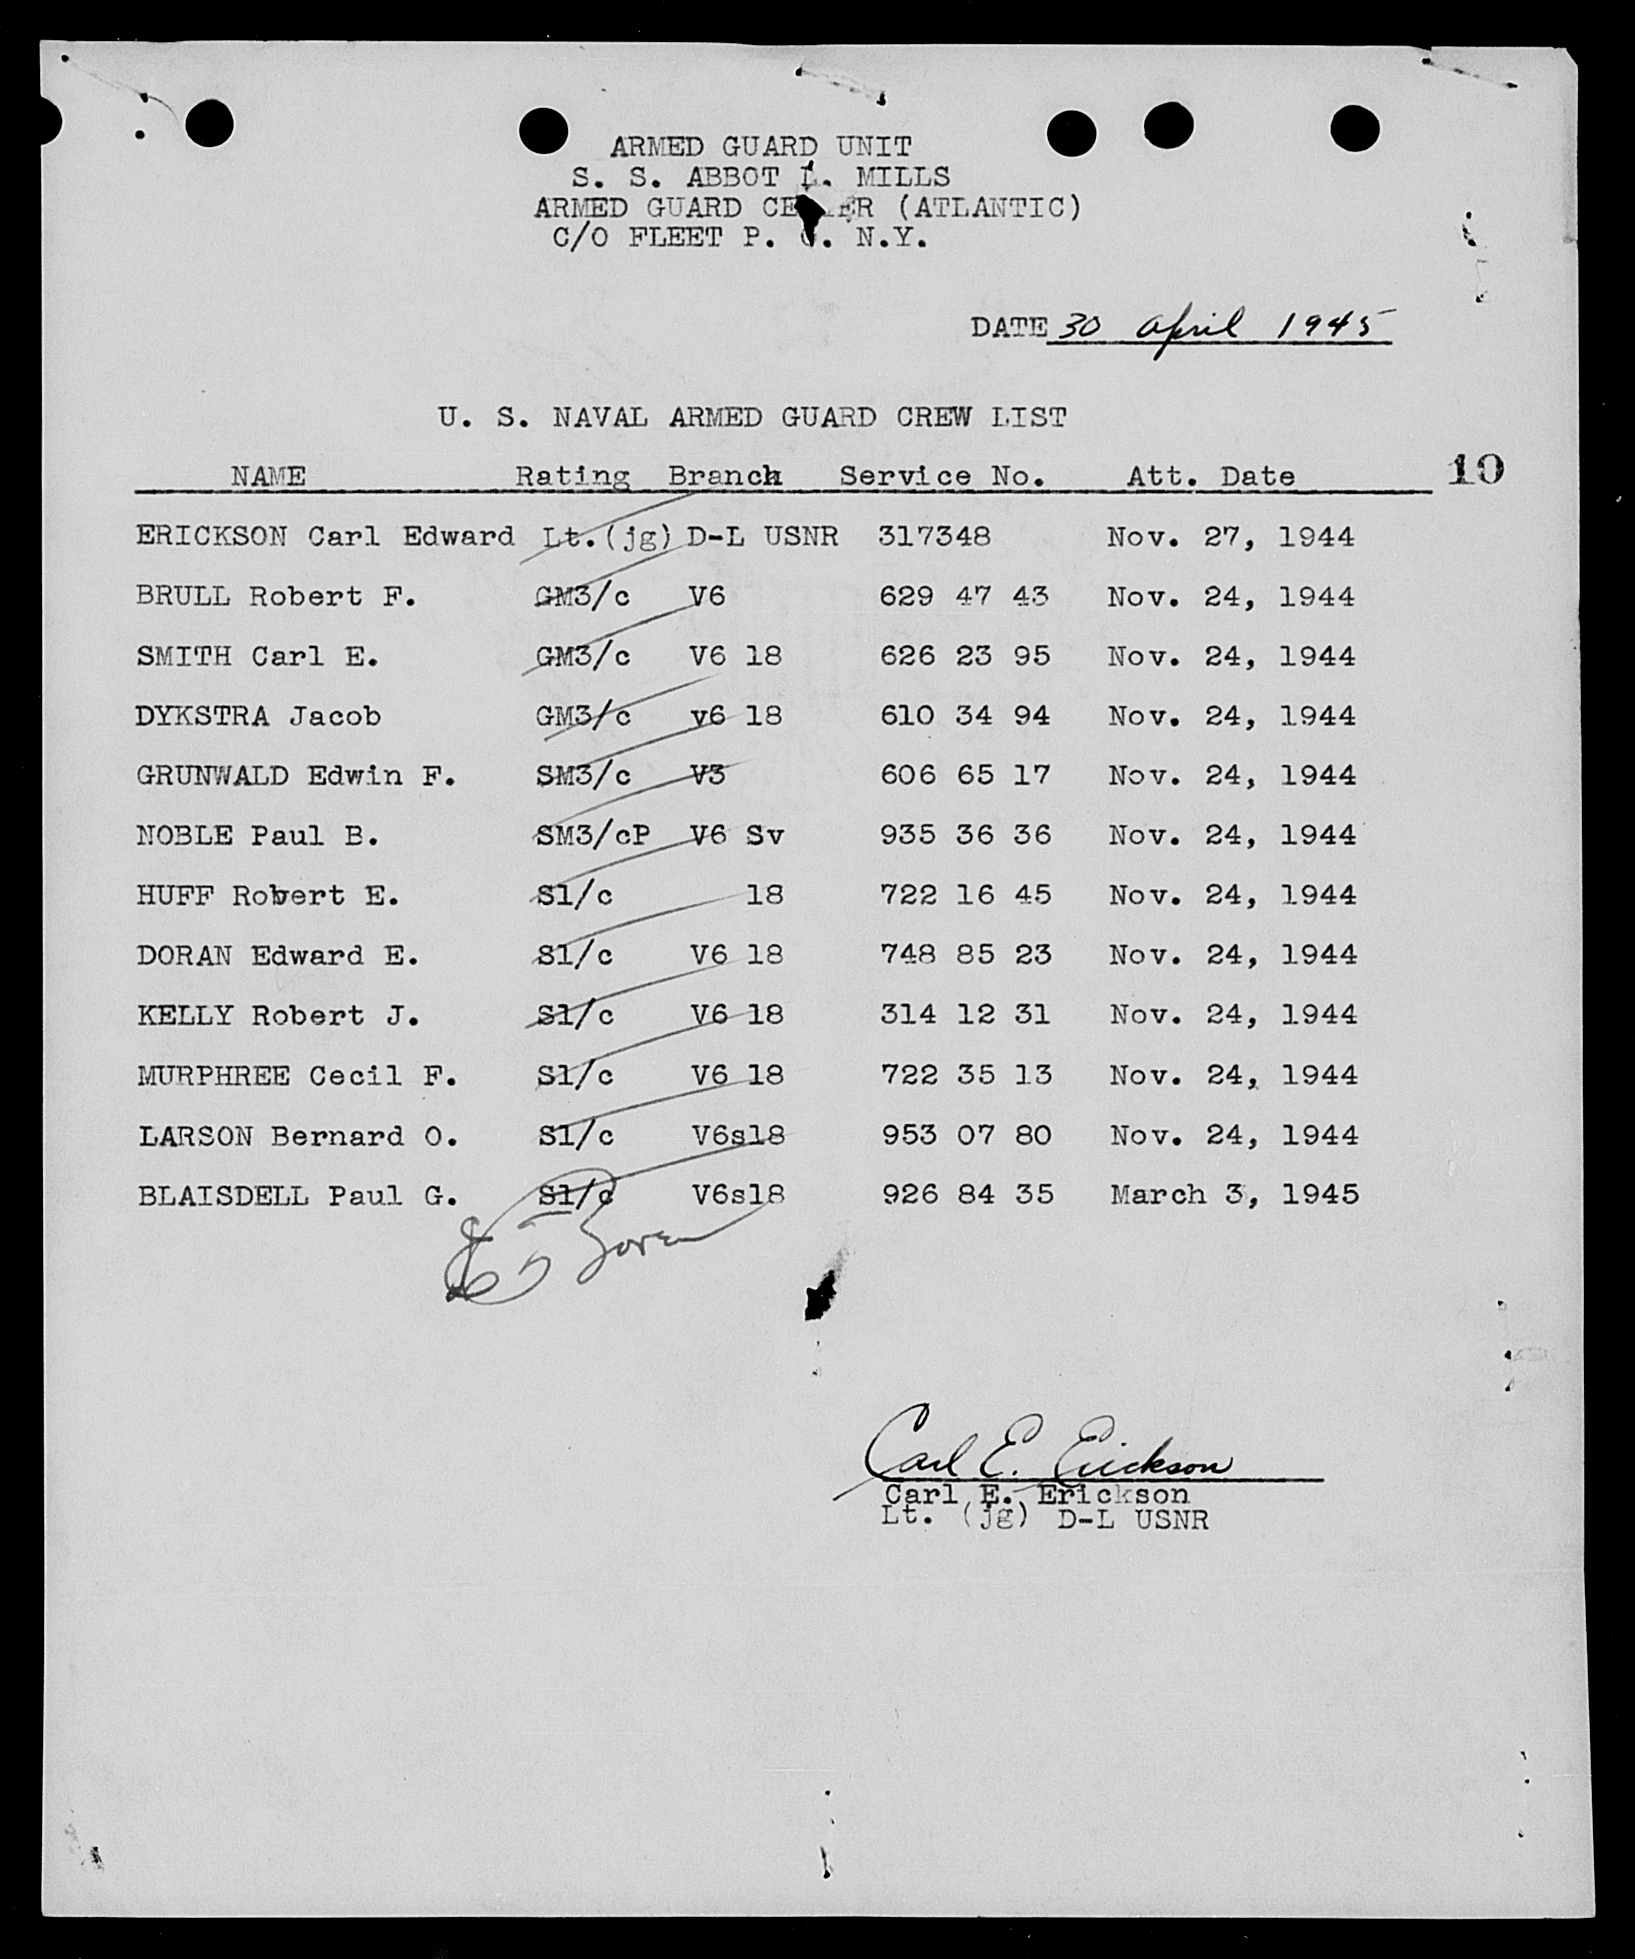 ARMED GUARD UNIT
S. S. ABBOT L. MILLS
ARMED GUARD CENTER (ATLANTIC)
C/O FLEET P. O. N.Y.
DATE 30 April 1945
U. S. NAVAL ARMED GUARD CREW LIST
NAME Rating Branch Service No. Att. Date 10
ERICKSON Carl Edward Lt.(jg) D-L USNR 317348 Nov. 27, 1944
BRULL Robert F. GM3/c V6 629 47 43 Nov. 24, 1944
SMITH Carl E. GM3/c V6 18 626 23 95 Nov. 24, 1944
DYKSTRA Jacob GM3/c v6 18 610 34 94 Nov. 24, 1944
GRUNWALD Edwin F. SM3/c V3 606 65 17 Nov. 24, 1944
NOBLE Paul B. SM3/cP V6 Sv 935 36 36 Nov. 24, 1944
HUFF Robert E. S1/c 18 722 16 45 Nov. 24, 1944
DORAN Edward E. S1/c V6 18 748 85 23 Nov. 24, 1944
KELLY Robert J. S1/c V6 18 314 12 31 Nov. 24, 1944
MURPHREE Cecil F. S1/c V6 18 722 35 13 Nov. 24, 1944
LARSON Bernard O. S1/c V6s18 953 07 80 Nov. 24, 1944
BLAISDELL Paul G. S1/c V6s18 926 84 35 March 3, 1945
Carl E. Erickson
Carl E. Erickson
Lt. (jg) D-L USNR